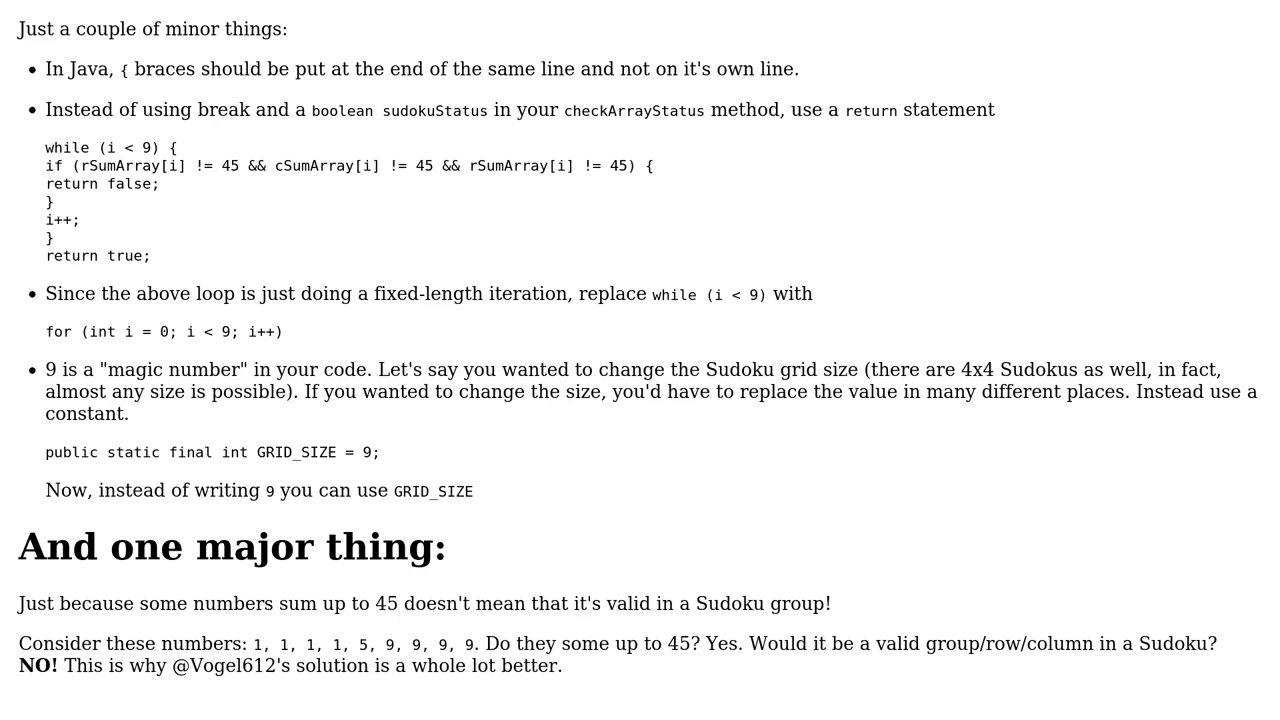 Just a couple of minor things:
• In Java, { braces should be put at the end of the same line and not on it's own line.
• Instead of using break and a boolean sudokuStatus in your checkArrayStatus method, use a return statement
while (i < 9) {
if (rSumArray[i] != 45 && cSumArray[i] != 45 && rSumArray[i] != 45) {
return false;
}
i++;
}
return true;
• Since the above loop is just doing a fixed-length iteration, replace while (i < 9) with
for (int i = 0; i < 9; i++)
• 9 is a "magic number" in your code. Let's say you wanted to change the Sudoku grid size (there are 4x4 Sudokus as well, in fact,
almost any size is possible). If you wanted to change the size, you'd have to replace the value in many different places. Instead use a
constant.
public static final int GRID_SIZE = 9;
Now, instead of writing 9 you can use GRID_SIZE
And one major thing:
Just because some numbers sum up to 45 doesn't mean that it's valid in a Sudoku group!
Consider these numbers: 1, 1, 1, 1, 5, 9, 9, 9, 9. Do they some up to 45? Yes. Would it be a valid group/row/column in a Sudoku?
NO! This is why @Vogel612's solution is a whole lot better.